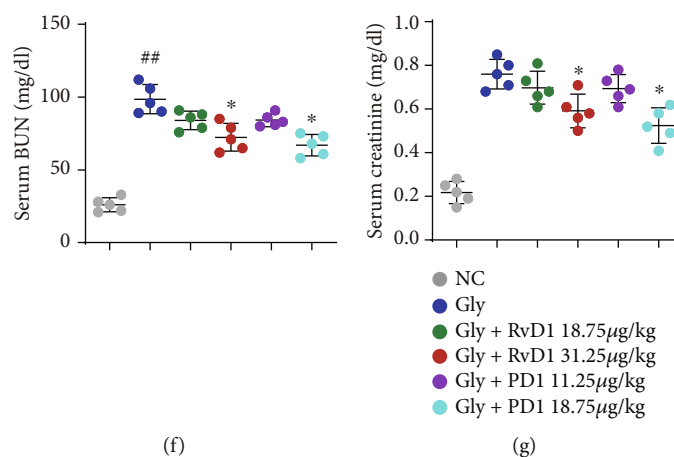 Serum BUN (mg/dl)
150
100
50
0
##
*
*
Serum creatinine (mg/dl)
1.0
0.8
0.6
0.4
0.2
0.0
*
*
NC
Gly
Gly + RvD1 18.75μg/kg
Gly + RvD1 31.25μg/kg
Gly + PD1 11.25μg/kg
Gly + PD1 18.75μg/kg
(f)
(g)